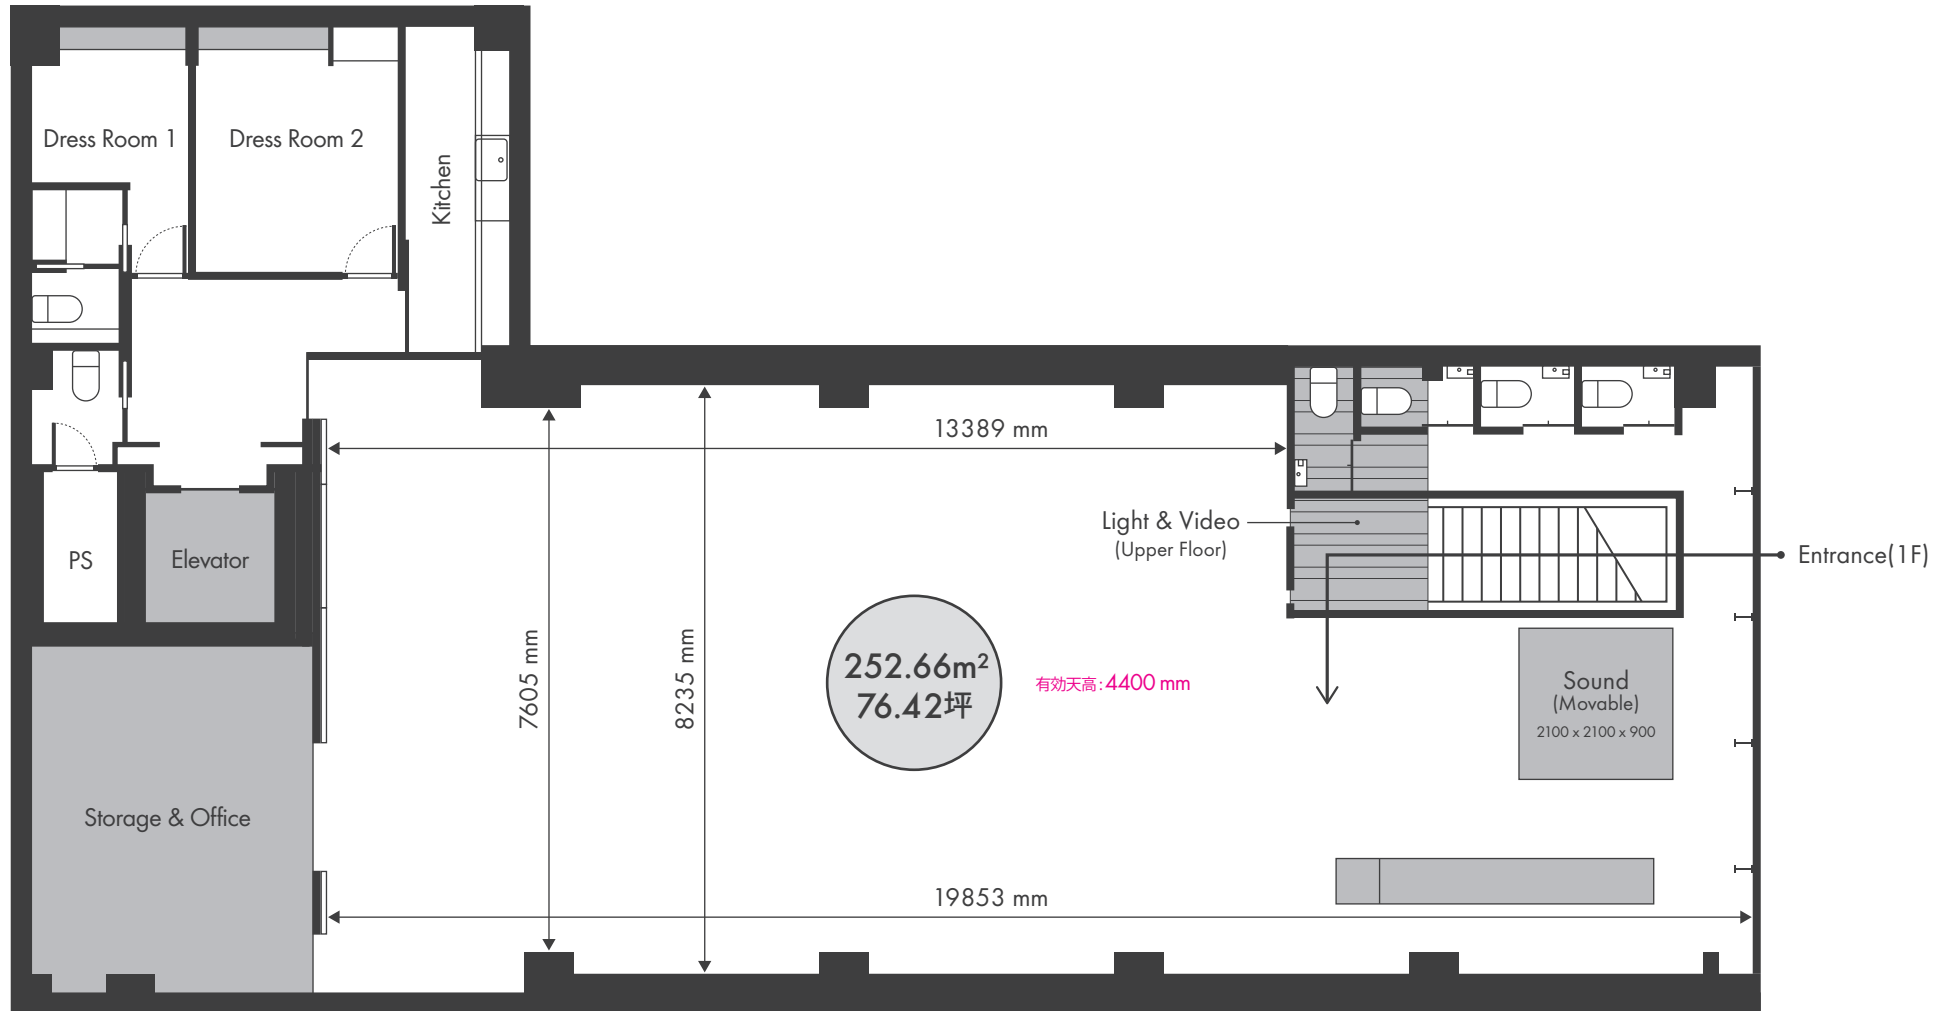 Dress Room 1
Dress Room 2
Kitchen
13389 mm
Light & Video
(Upper Floor)
Entrance(1F)
PS
Elevator
7605 mm
8235 mm
252.66m²
76.42坪
有効天高:4400 mm
Sound
(Movable)
2100 x 2100 x 900
Storage & Office
19853 mm